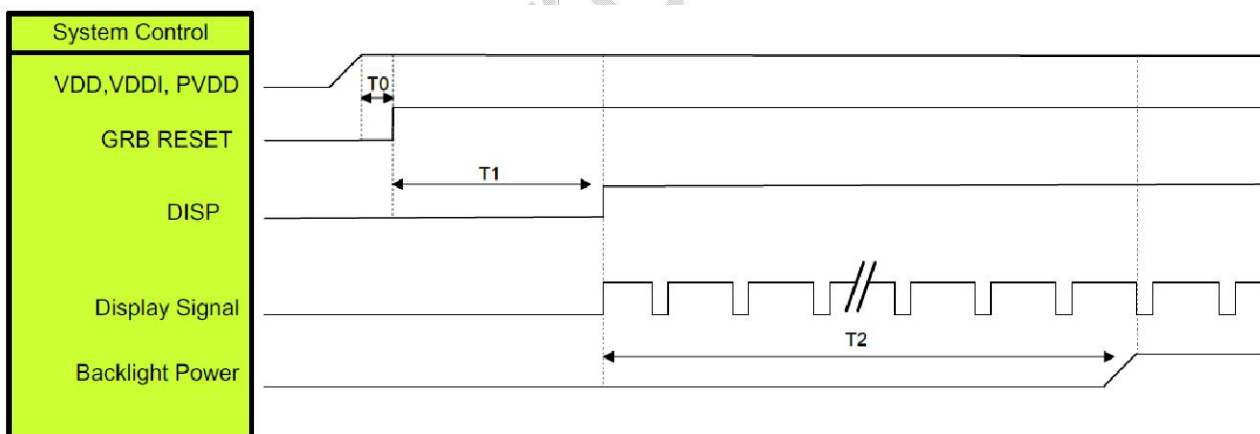 System Control
VDD,VDDI, PVDD
T0
GRB RESET
T1
DISP
Display Signal
T2
Backlight Power